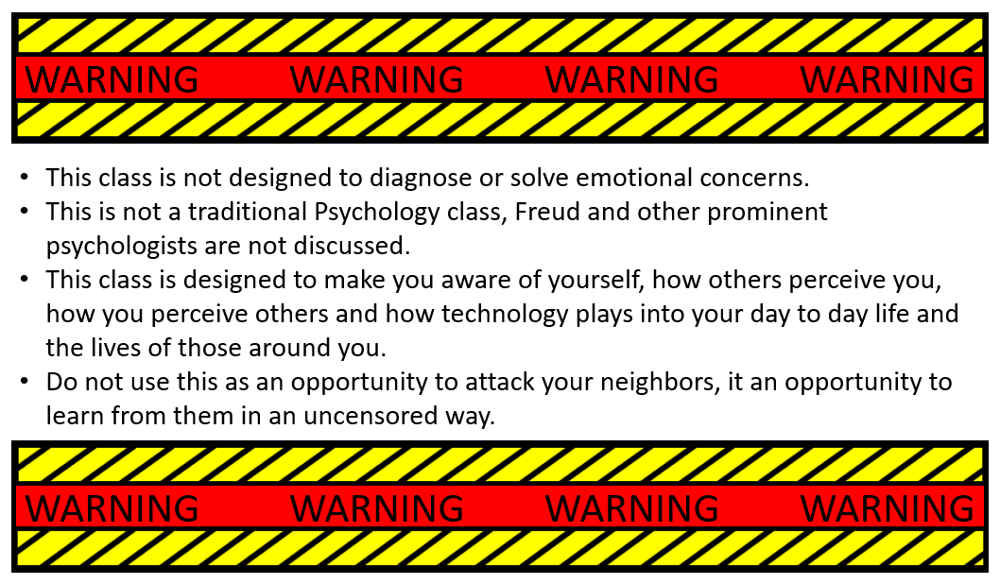 WARNING WARNING WARNING WARNING
• This class is not designed to diagnose or solve emotional concerns.
• This is not a traditional Psychology class, Freud and other prominent
psychologists are not discussed.
• This class is designed to make you aware of yourself, how others perceive you,
how you perceive others and how technology plays into your day to day life and
the lives of those around you.
• Do not use this as an opportunity to attack your neighbors, it an opportunity to
learn from them in an uncensored way.
WARNING WARNING WARNING WARNING